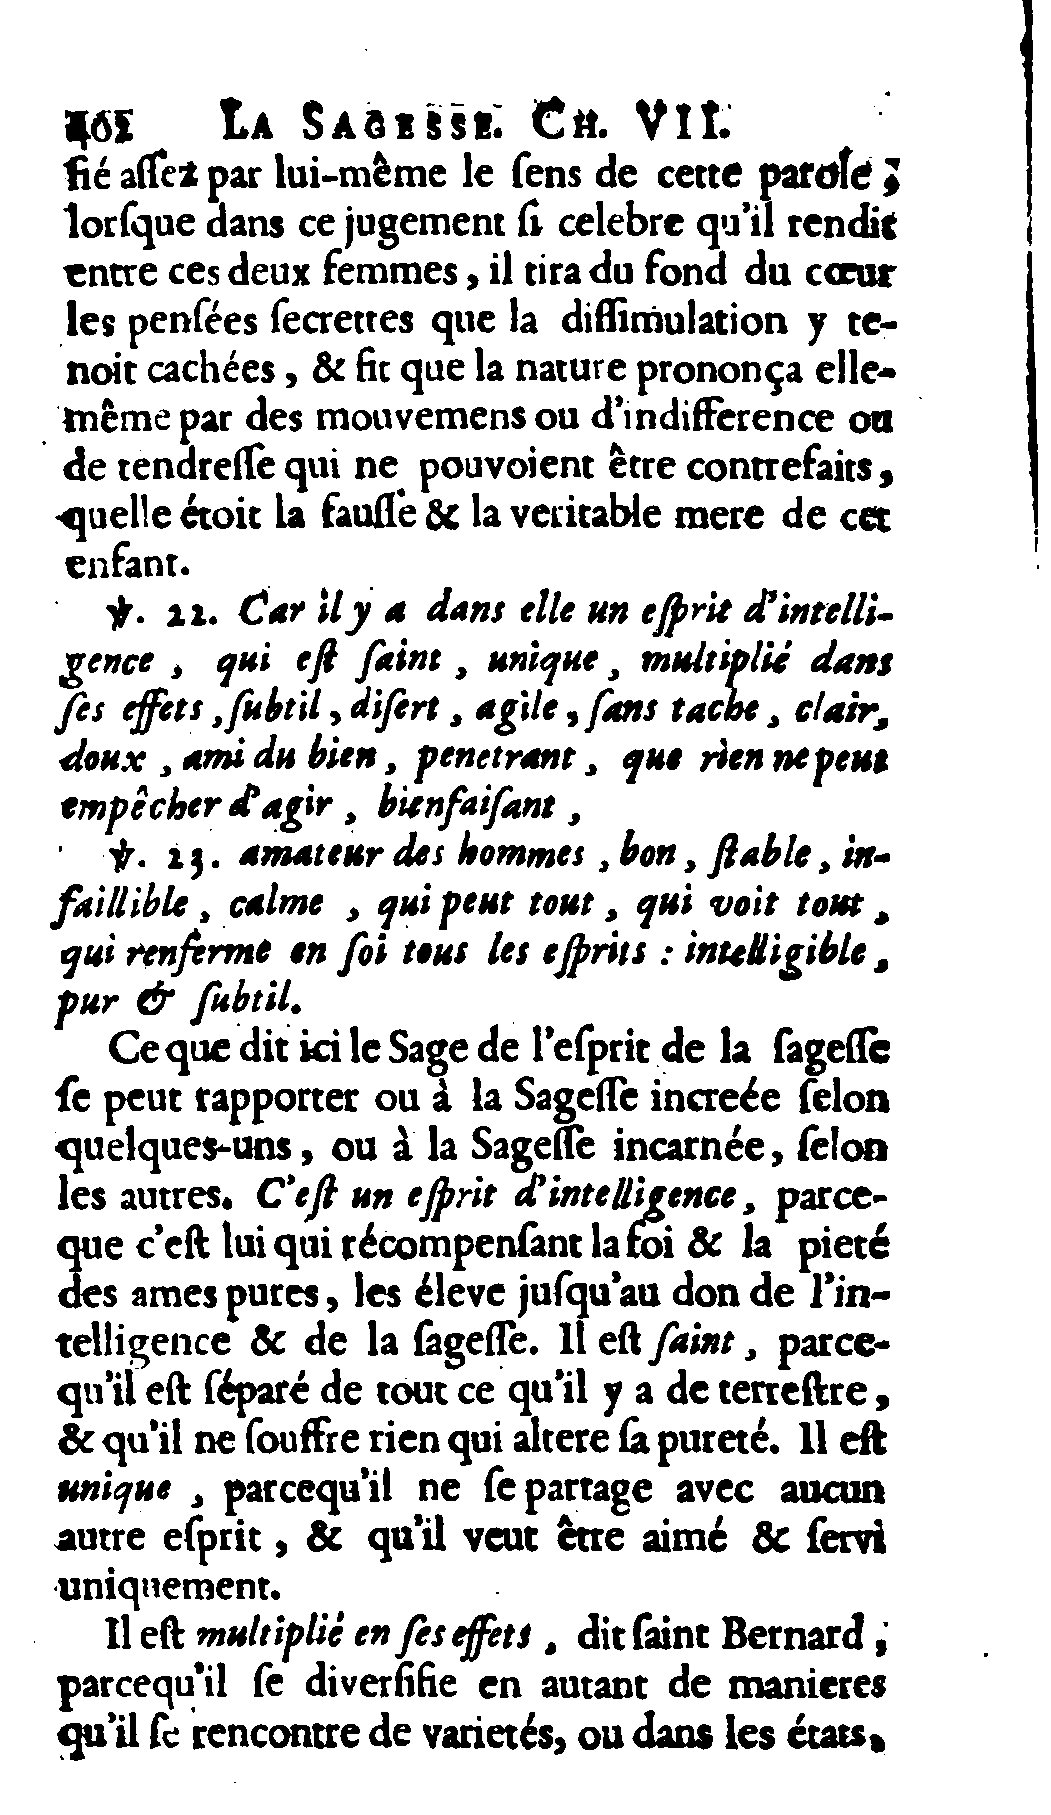 LA SAGESSE. CH. VII.
fié aſſez par lui-même le ſens de cette parole;
lorſque dans ce jugement ſi celebre qu'il rendit
entre ces deux femmes, il tira du fond du cœur
les penſées ſecrettes que la diſſimulation y te-
noit cachées, & fit que la nature prononça elle-
même par des mouvemens ou d'indifference ou
de tendreſſe qui ne pouvoient être contrefaits,
quelle étoit la fauſſe & la veritable mere de cet
enfant.
℣. 22. Car il y a dans elle un eſprit d'intelli-
gence, qui eſt ſaint, unique, multiplié dans
ſes effets, ſubtil, diſert, agile, ſans tache, clair,
doux, ami du bien, penetrant, que rien ne peut
empêcher d'agir, bienfaiſant,
℣. 23. amateur des hommes, bon, ſtable, in-
faillible, calme, qui peut tout, qui voit tout,
qui renferme en ſoi tous les eſprits: intelligible,
pur & ſubtil.
Ce que dit ici le Sage de l'eſprit de la ſageſſe
ſe peut rapporter ou à la Sageſſe increée ſelon
quelques-uns, ou à la Sageſſe incarnée, ſelon
les autres. C'eſt un eſprit d'intelligence, parce-
que c'eſt lui qui récompenſant la foi & la pieté
des ames pures, les éleve juſqu'au don de l'in-
telligence & de la ſageſſe. Il eſt ſaint, parce-
qu'il eſt ſéparé de tout ce qu'il y a de terreſtre,
& qu'il ne ſouffre rien qui altere ſa pureté. Il eſt
unique, parcequ'il ne ſe partage avec aucun
autre eſprit, & qu'il veut être aimé & ſervi
uniquement.
Il eſt multiplié en ſes effets, dit ſaint Bernard,
parcequ'il ſe diverſifie en autant de manieres
qu'il ſe rencontre de varietés, ou dans les états,